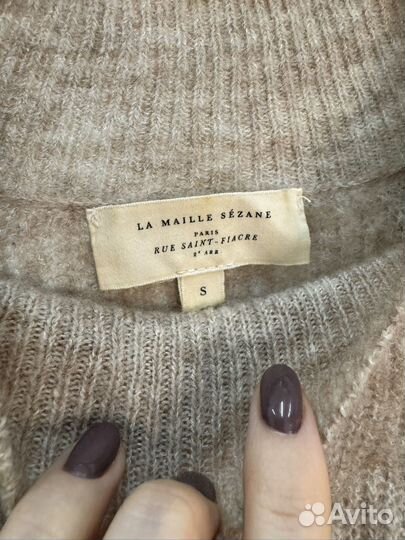 LA MAILLE SÉZANE
PARIS
RUE SAINT-FIACRE
2ᵉ ARR
S
Avito